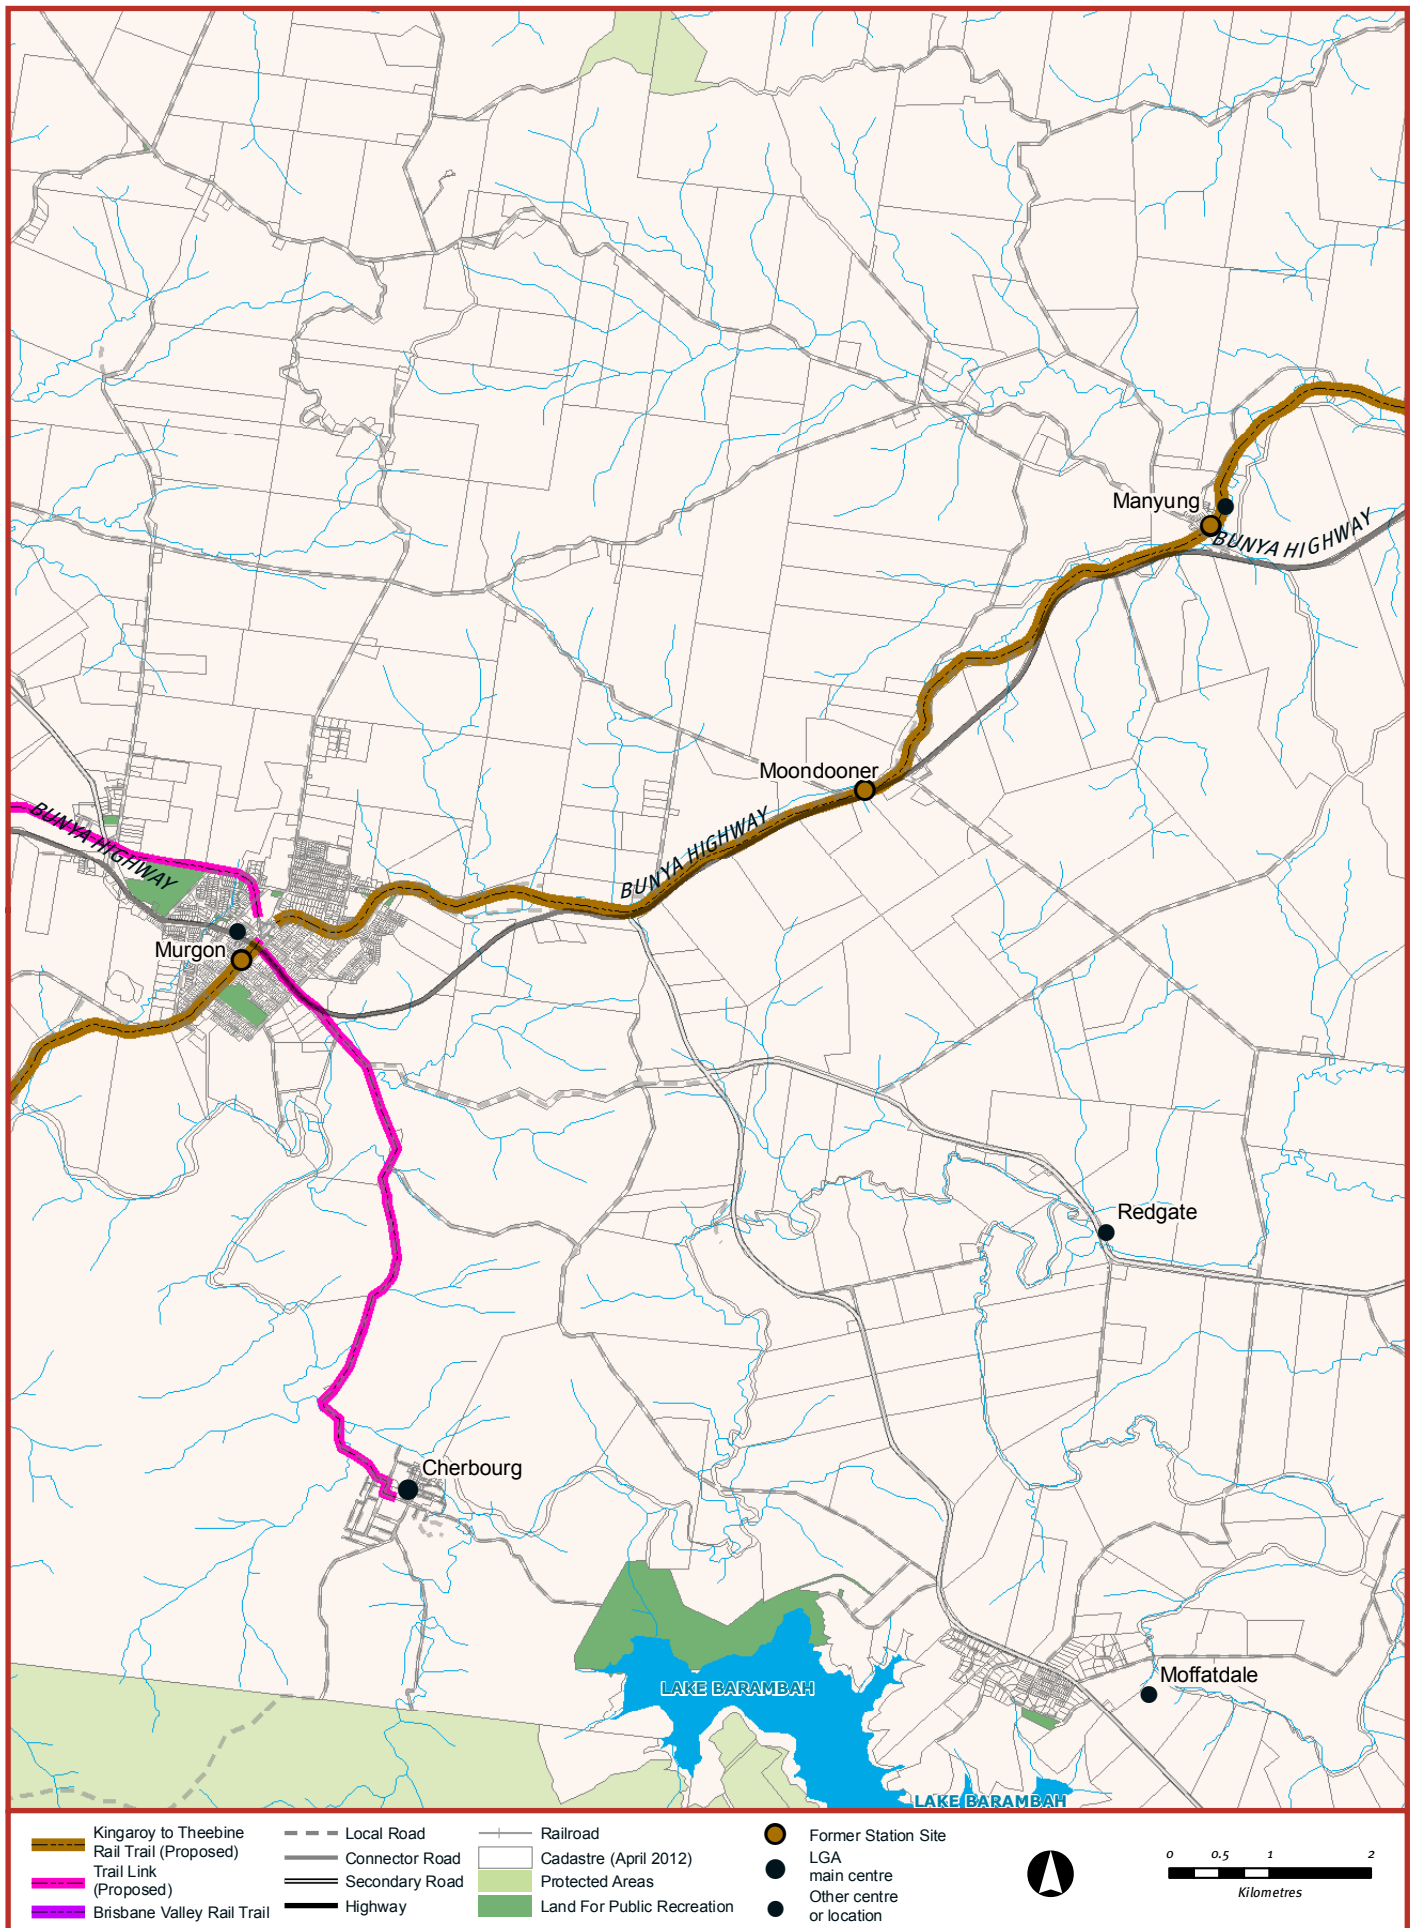 Manyung
BUNYA HIGHWAY
Moondooner
BUNYA HIGHWAY
BUNYA HIGHWAY
Murgon
Redgate
Cherbourg
Moffatdale
LAKE BARAMBAH
LAKE BARAMBAH
Kingaroy to Theebine
Rail Trail (Proposed)
Trail Link
(Proposed)
Brisbane Valley Rail Trail
Local Road
Connector Road
Secondary Road
Highway
Railroad
Cadastre (April 2012)
Protected Areas
Land For Public Recreation
Former Station Site
LGA
main centre
Other centre
or location
0 0.5 1 2
Kilometres